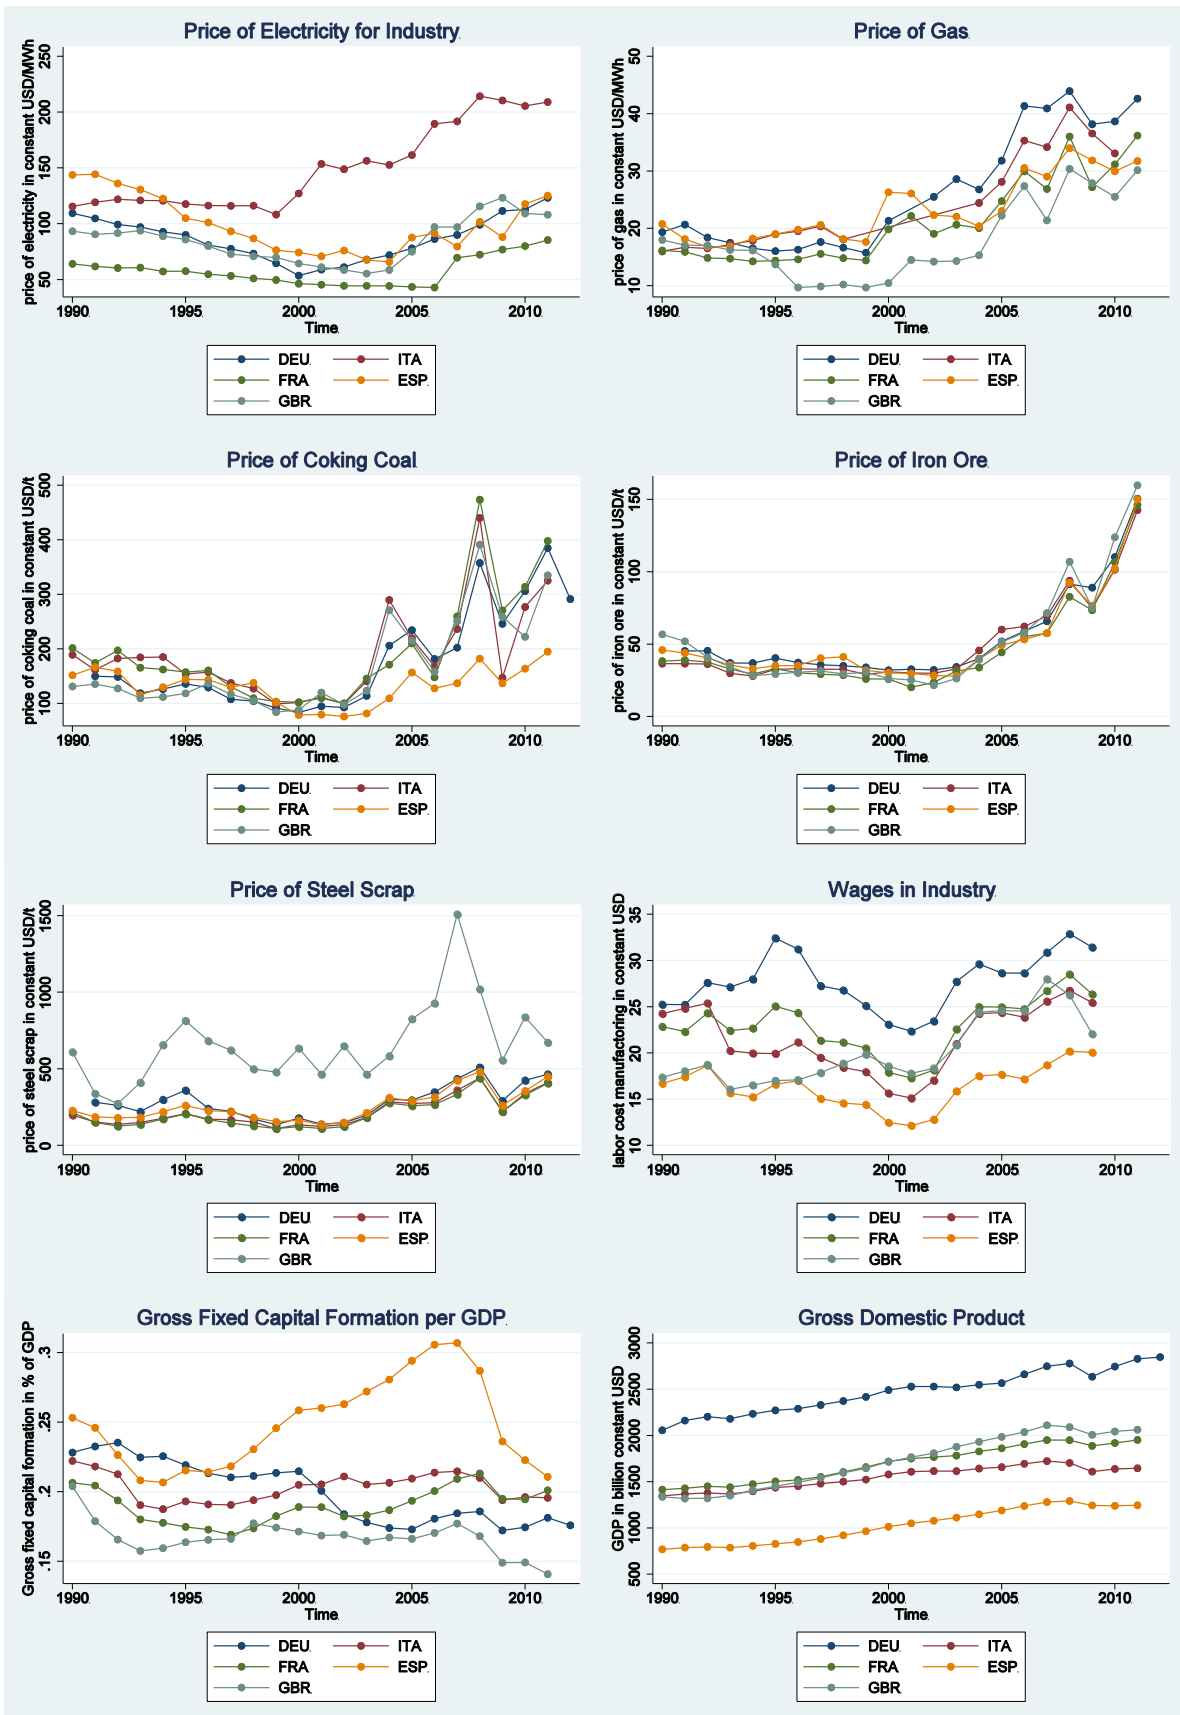 Price of Electricity for Industry
price of electricity in constant USD/MWh
50 100 150 200 250
1990 1995 2000 2005 2010
Time
DEU ITA
FRA ESP
GBR
Price of Gas
price of gas in constant USD/MWh
10 20 30 40 50
1990 1995 2000 2005 2010
Time
DEU ITA
FRA ESP
GBR
Price of Coking Coal
price of coking coal in constant USD/t
100 200 300 400 500
1990 1995 2000 2005 2010
Time
DEU ITA
FRA ESP
GBR
Price of Iron Ore
price of iron ore in constant USD/t
0 50 100 150
1990 1995 2000 2005 2010
Time
DEU ITA
FRA ESP
GBR
Price of Steel Scrap
price of steel scrap in constant USD/t
0 500 1000 1500
1990 1995 2000 2005 2010
Time
DEU ITA
FRA ESP
GBR
Wages in Industry
labor cost manufactoring in constant USD
10 15 20 25 30 35
1990 1995 2000 2005 2010
Time
DEU ITA
FRA ESP
GBR
Gross Fixed Capital Formation per GDP
Gross fixed capital formation in % of GDP
.15 .2 .25 .3
1990 1995 2000 2005 2010
Time
DEU ITA
FRA ESP
GBR
Gross Domestic Product
GDP in billion constant USD
500 1000 1500 2000 2500 3000
1990 1995 2000 2005 2010
Time
DEU ITA
FRA ESP
GBR